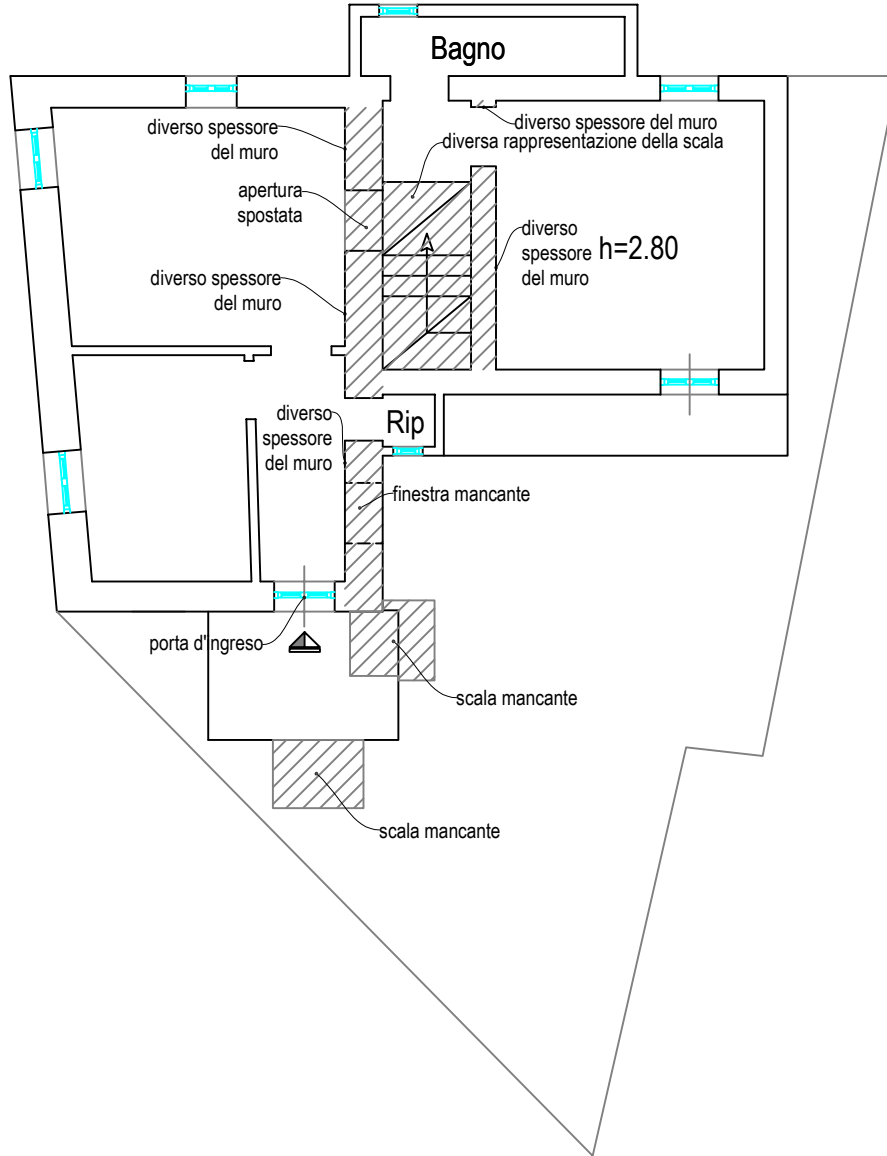 Bagno
diverso spessore
del muro
diverso spessore del muro
diversa rappresentazione della scala
apertura
spostata
diverso
spessore
del muro
h=2.80
diverso spessore
del muro
diverso
spessore
del muro
Rip
finestra mancante
porta d'ingreso
scala mancante
scala mancante